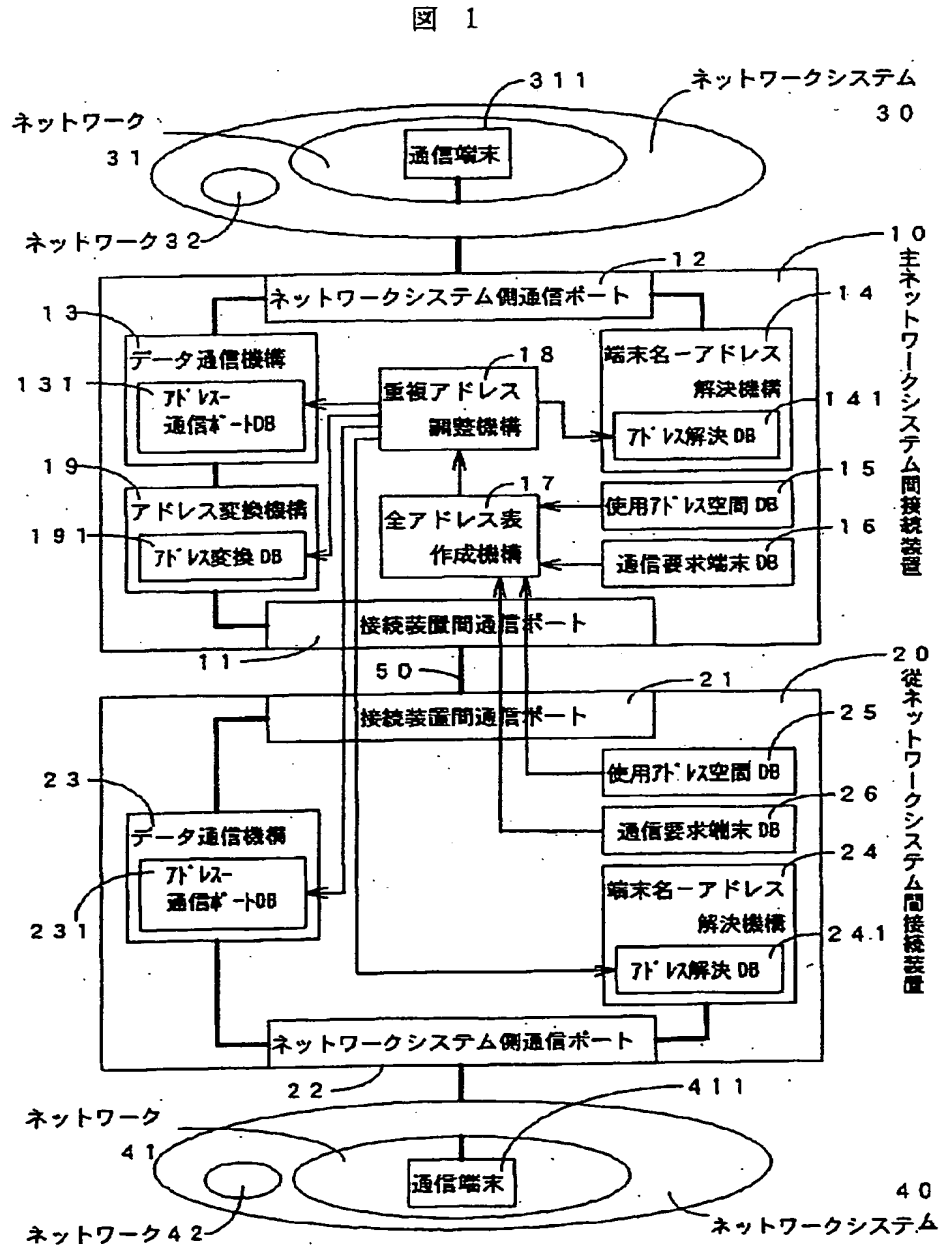 図 1
311
ネットワークシステム
30
ネットワーク
31
通信端末
ネットワーク32
10
主ネットワークシステム間接続装置
12
ネットワークシステム側通信ポート
13
データ通信機構
131
アドレス－
通信ポートDB
18
重複アドレス
調整機構
14
端末名－アドレス
解決機構
141
アドレス解決DB
19
アドレス変換機構
191
アドレス変換DB
17
全アドレス表
作成機構
15
使用アドレス空間DB
16
通信要求端末DB
接続装置間通信ポート
11
50
20
従ネットワークシステム間接続装置
21
接続装置間通信ポート
25
使用アドレス空間DB
23
データ通信機構
26
通信要求端末DB
231
アドレス－
通信ポートDB
24
端末名－アドレス
解決機構
241
アドレス解決DB
ネットワークシステム側通信ポート
22
411
ネットワーク
41
通信端末
40
ネットワーク42
ネットワークシステム